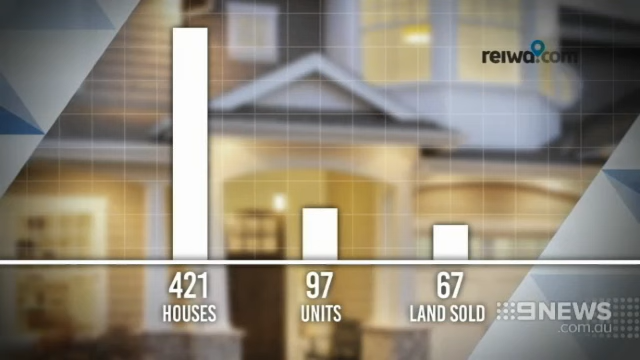 reiwa.com
421
HOUSES
97
UNITS
67
LAND SOLD
9NEWS
.com.au